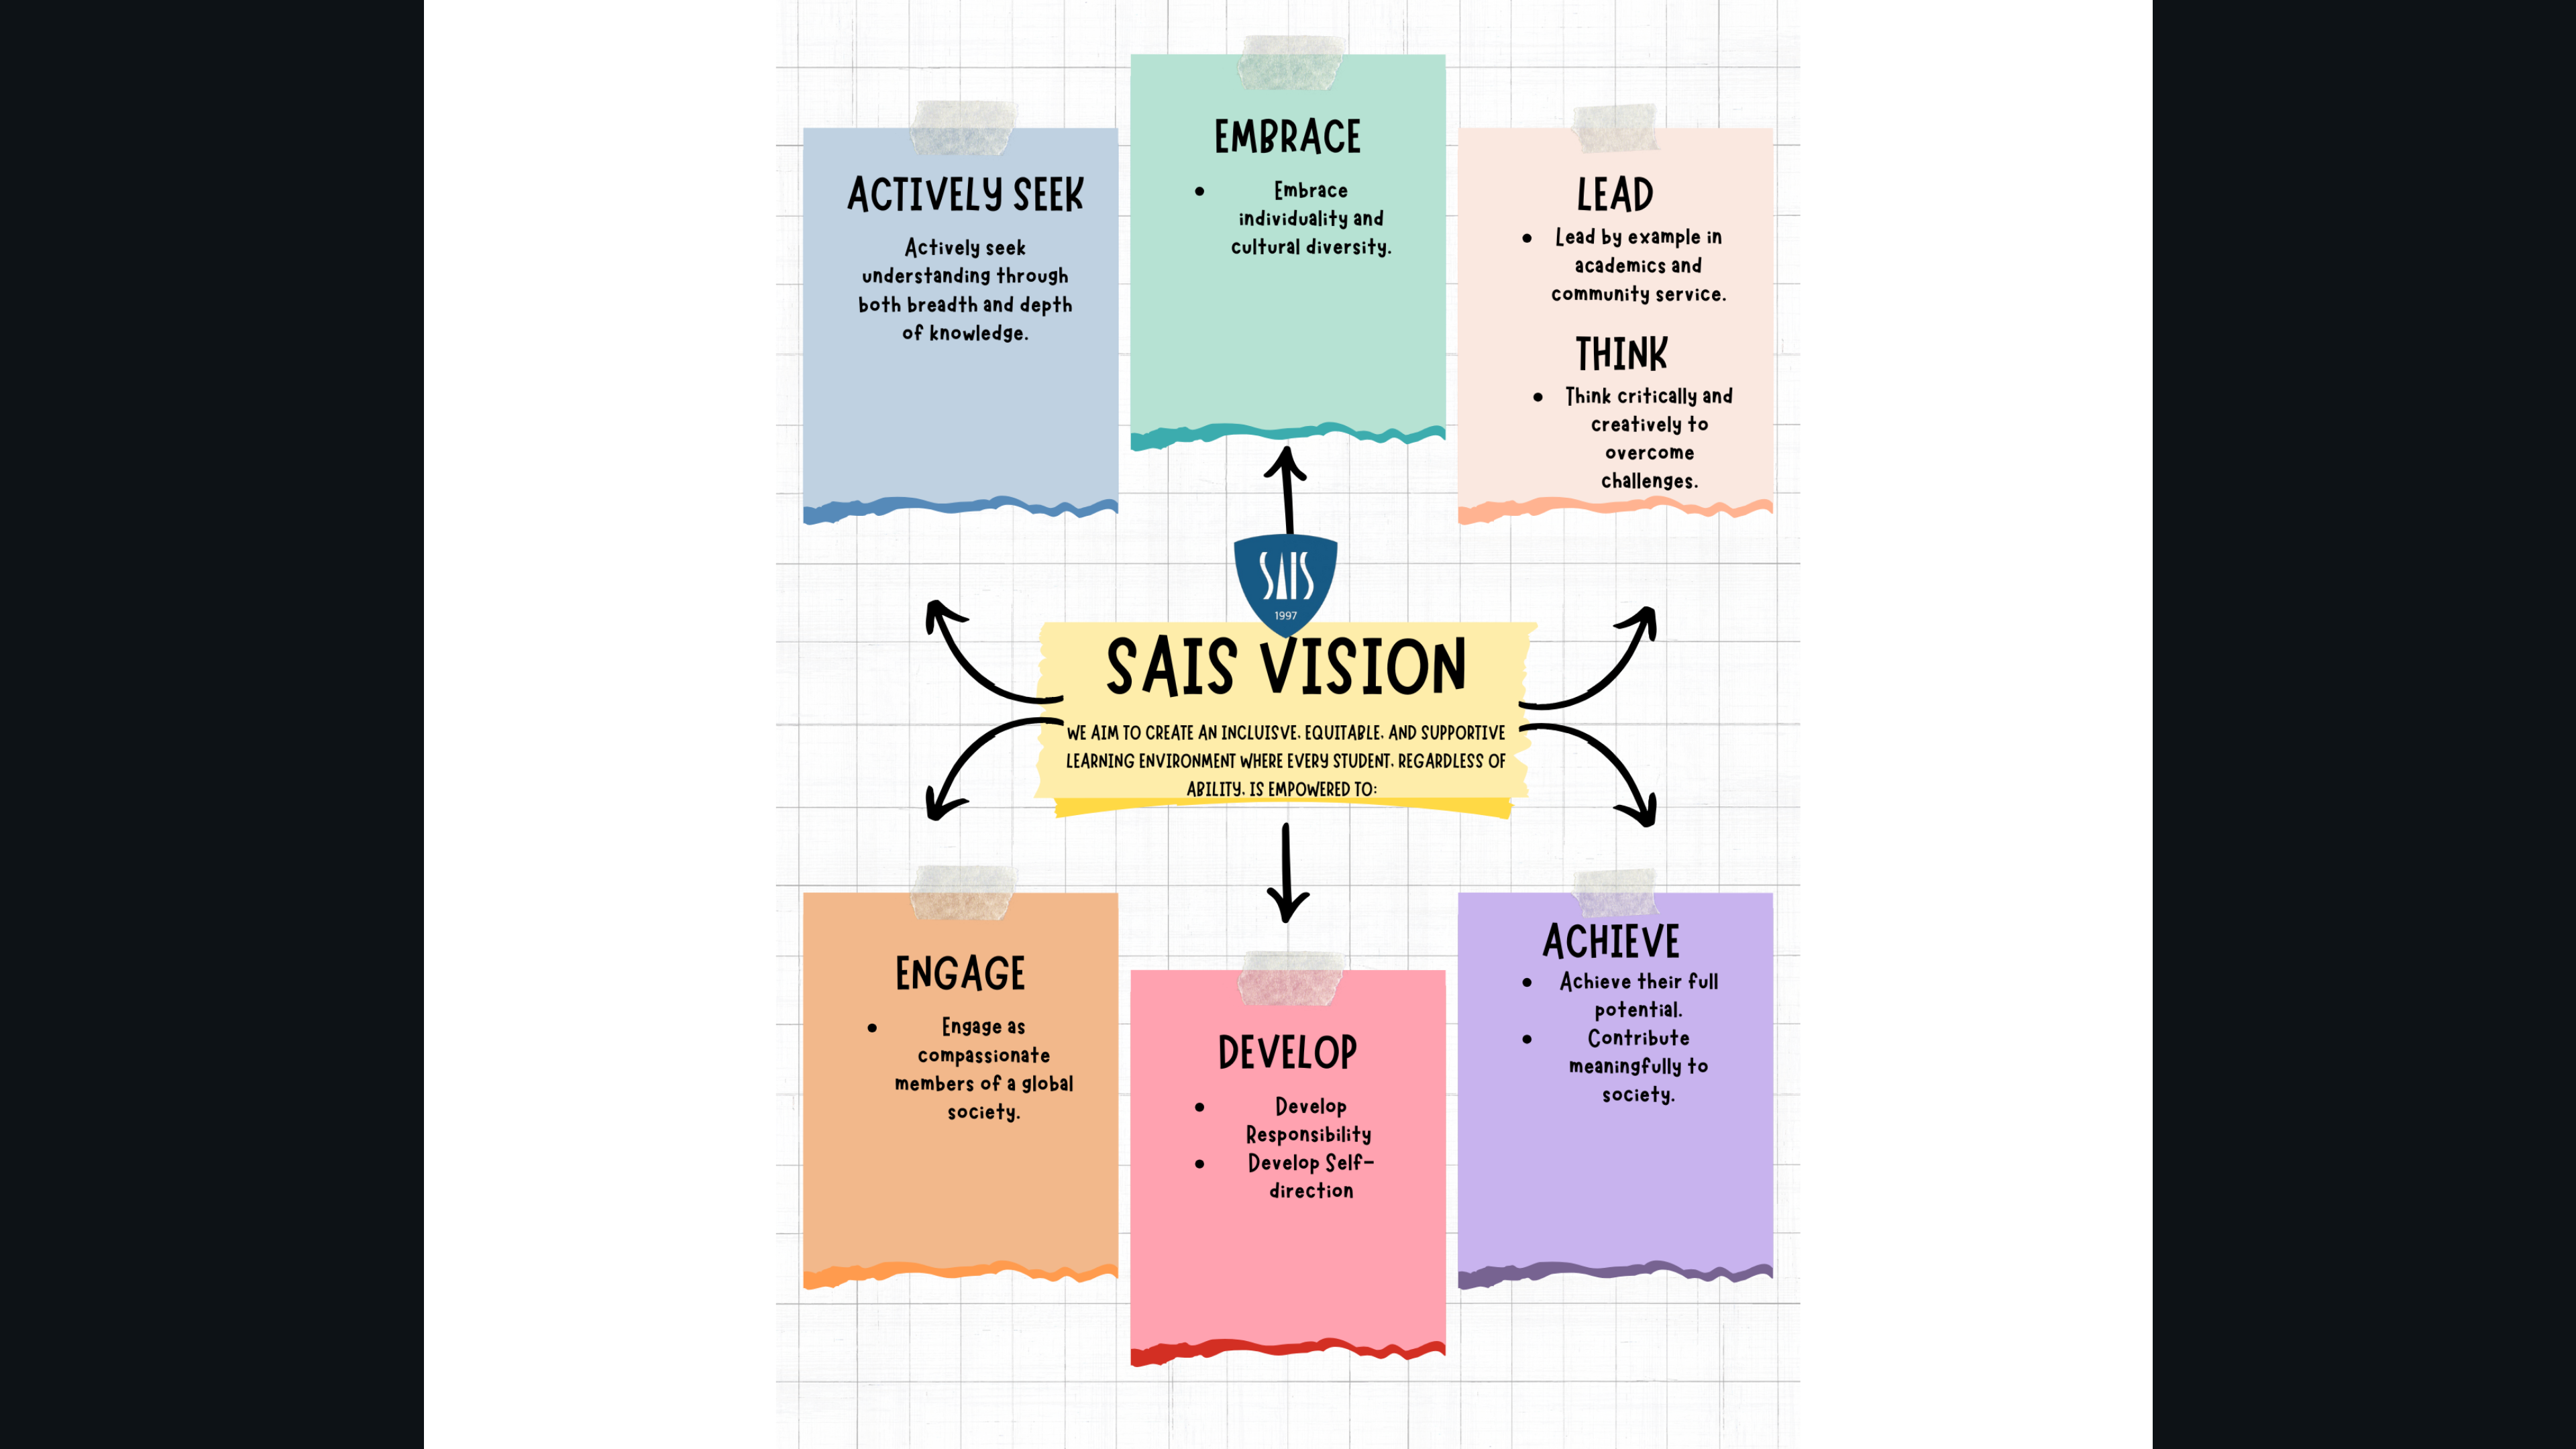 ACTIVELY SEEK
Actively seek
understanding through
both breadth and depth
of knowledge.
EMBRACE
• Embrace
individuality and
cultural diversity.
LEAD
• Lead by example in
academics and
community service.
THINK
• Think critically and
creatively to
overcome
challenges.
SAIS
1997
SAIS VISION
WE AIM TO CREATE AN INCLUISVE, EQUITABLE, AND SUPPORTIVE
LEARNING ENVIRONMENT WHERE EVERY STUDENT, REGARDLESS OF
ABILITY, IS EMPOWERED TO:
ENGAGE
• Engage as
compassionate
members of a global
society.
DEVELOP
• Develop
Responsibility
• Develop Self-
direction
ACHIEVE
• Achieve their full
potential.
• Contribute
meaningfully to
society.